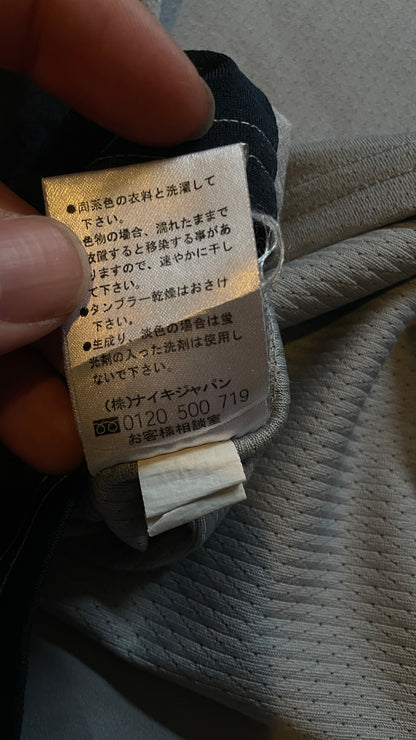 ●同系色の衣料と洗濯して
下さい。
色物の場合、濡れたままで
放置すると移染する事があ
りますので、速やかに干し
て下さい。
●タンブラー乾燥はおさけ
下さい。
●生成り、淡色の場合は蛍
光剤の入った洗剤は使用し
ないで下さい。
(株)ナイキジャパン
0120 500 719
お客様相談室